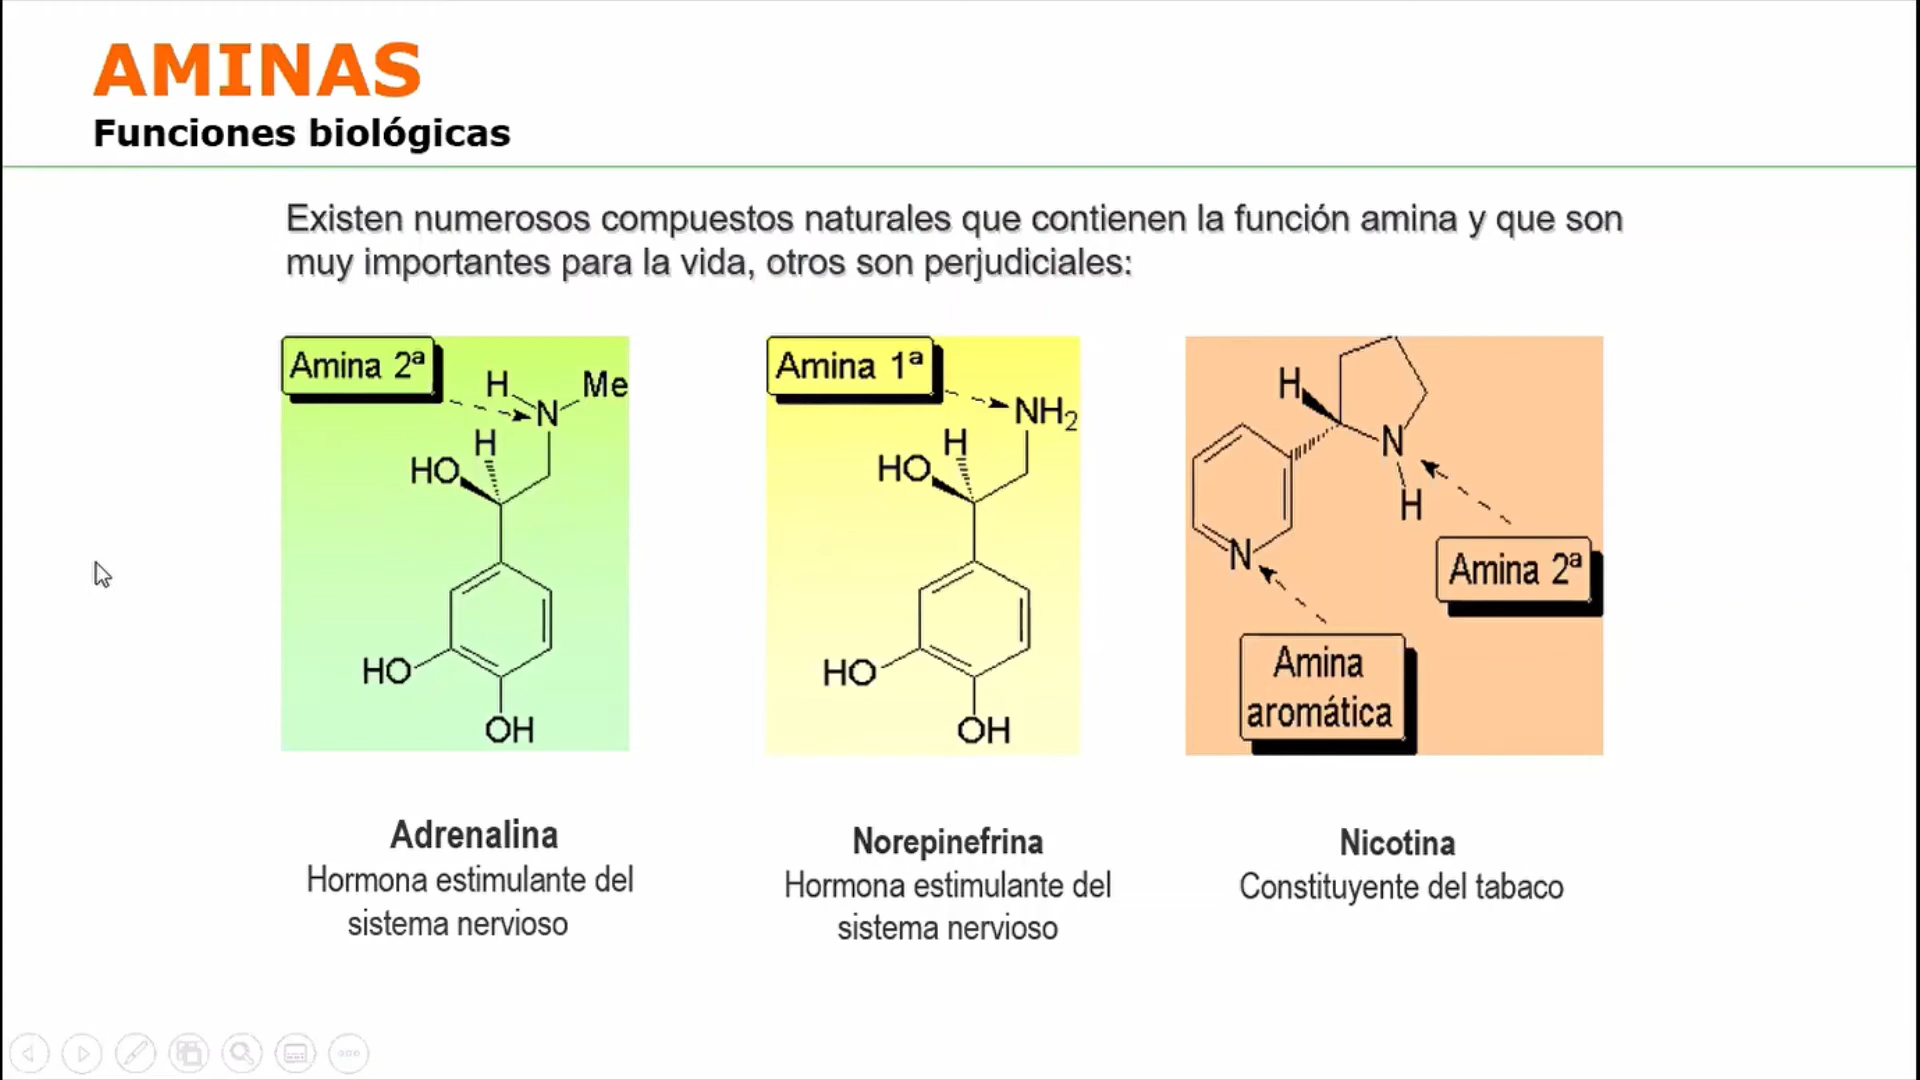 AMINAS
Funciones biológicas
Existen numerosos compuestos naturales que contienen la función amina y que son
muy importantes para la vida, otros son perjudiciales:
Amina 2ª
H
Me
N
H
HO
HO
OH
Amina 1ª
NH₂
H
HO
HO
OH
H
N
H
N
Amina 2ª
Amina
aromática
Adrenalina
Hormona estimulante del
sistema nervioso
Norepinefrina
Hormona estimulante del
sistema nervioso
Nicotina
Constituyente del tabaco